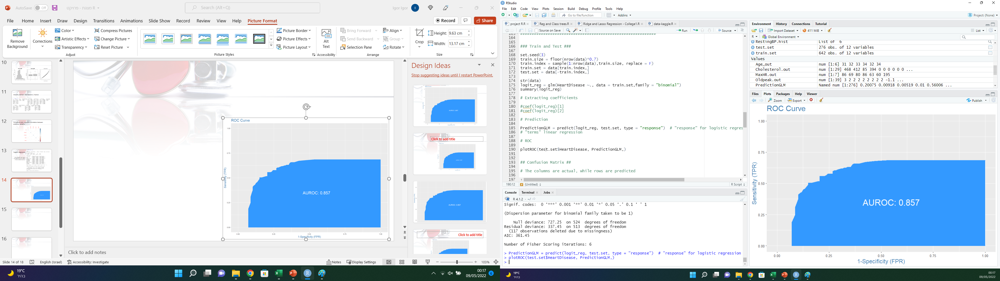 AutoSave Off
מצגת - פרויקט R
Search (Alt+Q)
Igor Igor
II
File Home Insert Draw Design Transitions Animations Slide Show Record Review View Help Picture Format
Record
Share
Remove Background
Corrections
Color
Artistic Effects
Transparency
Compress Pictures
Change Picture
Reset Picture
Adjust
Picture Styles
Picture Border
Picture Effects
Picture Layout
Alt Text
Accessibility
Bring Forward
Send Backward
Selection Pane
Align
Group
Rotate
Arrange
Crop
Height: 9.63 cm
Width: 13.17 cm
Size
10
11
12
13
14
15
16
ROC Curve
1.00
0.75
0.50
0.25
0.00
Sensitivity (TPR)
AUROC: 0.857
0.00 0.25 0.50 0.75 1.00
1-Specificity (FPR)
Design Ideas
Stop suggesting ideas until I restart PowerPoint.
Click to add title
Click to add title
Click to add notes
Slide 14 of 18 English (Israel) Accessibility: Investigate Notes Display Settings 103%
19°C
בהיר
00:17
09/05/2022
6
RStudio
File Edit Code View Plots Session Build Debug Profile Tools Help
Go to file/function
Addins
Project: (None)
project R.R
Reg and Class trees.R
Ridge and Lasso Regression - College1.R
data-kaggle.R
Source on Save
Run
Source
164
165
166 ### Train and Test ###
167
168 set.seed(3)
169 train.size = floor(nrow(data)*0.7)
170 train.index = sample(1:nrow(data),train.size, replace = F)
171 train.set = data[train.index,]
172 test.set = data[-train.index,]
173
174 str(data)
175 logit_reg = glm(HeartDisease ~., data = train.set,family = "binomial")
176 summary(logit_reg)
177
178 # Extracting coefficients
179
180 #coef(logit_reg)[1]
181 #coef(logit_reg)[2]
182
183 # Prediction
184
185 PredictionGLM = predict(logit_reg, test.set, type = "response")  # "response" for logistic regres
186 # "terms" linear regression
187
188 # ROC
189
190 plotROC(test.set$HeartDisease, PredictionGLM,)
191
192
193 ## Confusion Matrix ##
194
195 # The columns are actual, while rows are predicted
196
197
190:12 (Untitled) R Script
Console Terminal Jobs
R 4.1.2 · ~/
Signif. codes:  0 ‘***’ 0.001 ‘**’ 0.01 ‘*’ 0.05 ‘.’ 0.1 ‘ ’ 1
(Dispersion parameter for binomial family taken to be 1)
Null deviance: 727.25  on 524  degrees of freedom
Residual deviance: 337.45  on 513  degrees of freedom
(117 observations deleted due to missingness)
AIC: 361.45
Number of Fisher Scoring iterations: 6
> PredictionGLM = predict(logit_reg, test.set, type = "response")  # "response" for logistic regression
> plotROC(test.set$HeartDisease, PredictionGLM,)
>
Environment History Connections Tutorial
Import Dataset
411 MiB
List
R Global Environment
RestingBP.hist List of  6
test.set 276 obs. of 12 variables
train.set 642 obs. of 12 variables
Values
Age_out num [1:6] 31 32 33 34 32 34
Cholesterol.out num [1:29] 468 412 85 394 0 0 0 0 0 0 ...
MaxHR.out num [1:7] 86 69 80 86 63 60 195
Oldpeak.out num [1:39] 3 2 2 2 2 2 2 2 2 -1.1 ...
PredictionGLM Named num [1:276] 0.20075 0.00918 0.00519 0.01 0.56006 ...
Files Plots Packages Help Viewer
Zoom Export Publish
ROC Curve
1.00
0.75
0.50
0.25
0.00
Sensitivity (TPR)
AUROC: 0.857
0.00 0.25 0.50 0.75 1.00
1-Specificity (FPR)
19°C
בהיר
00:17
09/05/2022